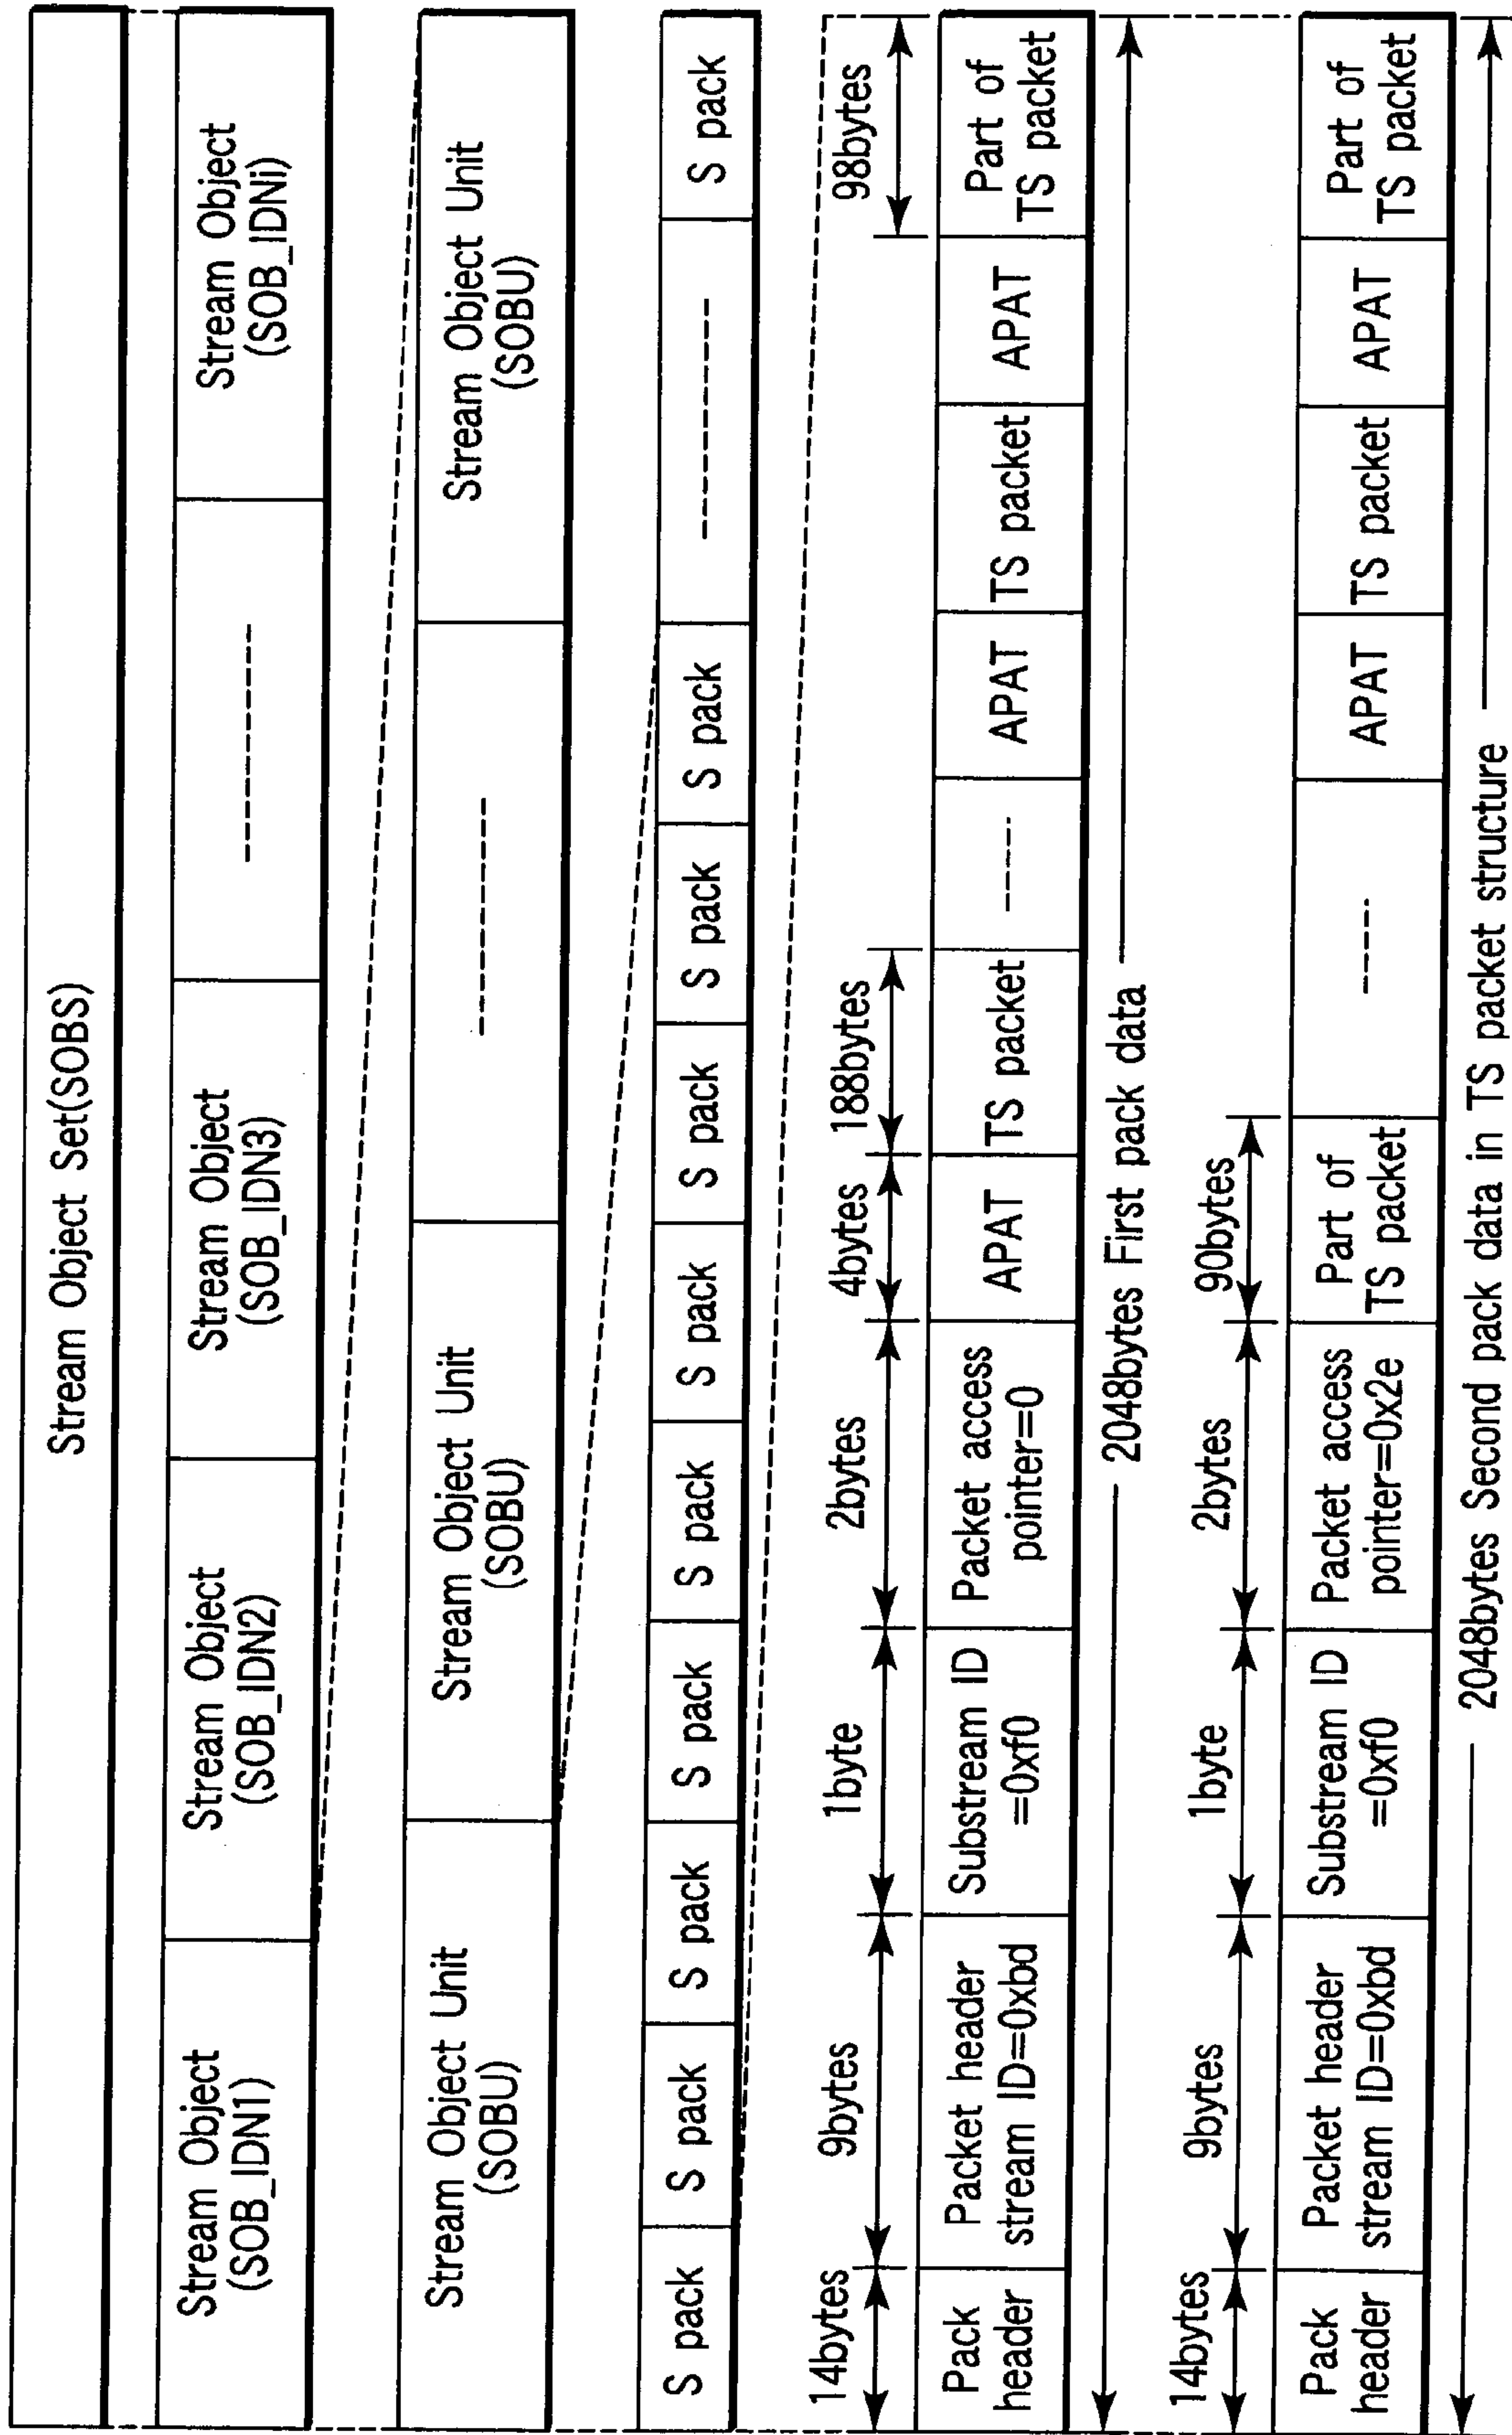 Stream Object Set(SOBS)
Stream Object
(SOB_IDN1)
Stream Object
(SOB_IDN2)
Stream Object
(SOB_IDN3)
Stream Object
(SOB_IDNi)
Stream Object Unit
(SOBU)
Stream Object Unit
(SOBU)
Stream Object Unit
(SOBU)
S pack
S pack
S pack
S pack
S pack
S pack
S pack
S pack
S pack
S pack
14bytes
9bytes
1byte
2bytes
4bytes
188bytes
98bytes
Pack
header
Packet header
stream ID=0xbd
Substream ID
=0xf0
Packet access
pointer=0
APAT
TS packet
APAT
TS packet
APAT
Part of
TS packet
2048bytes First pack data
14bytes
9bytes
1byte
2bytes
90bytes
Pack
header
Packet header
stream ID=0xbd
Substream ID
=0xf0
Packet access
pointer=0x2e
Part of
TS packet
APAT
TS packet
APAT
Part of
TS packet
2048bytes Second pack data in TS packet structure